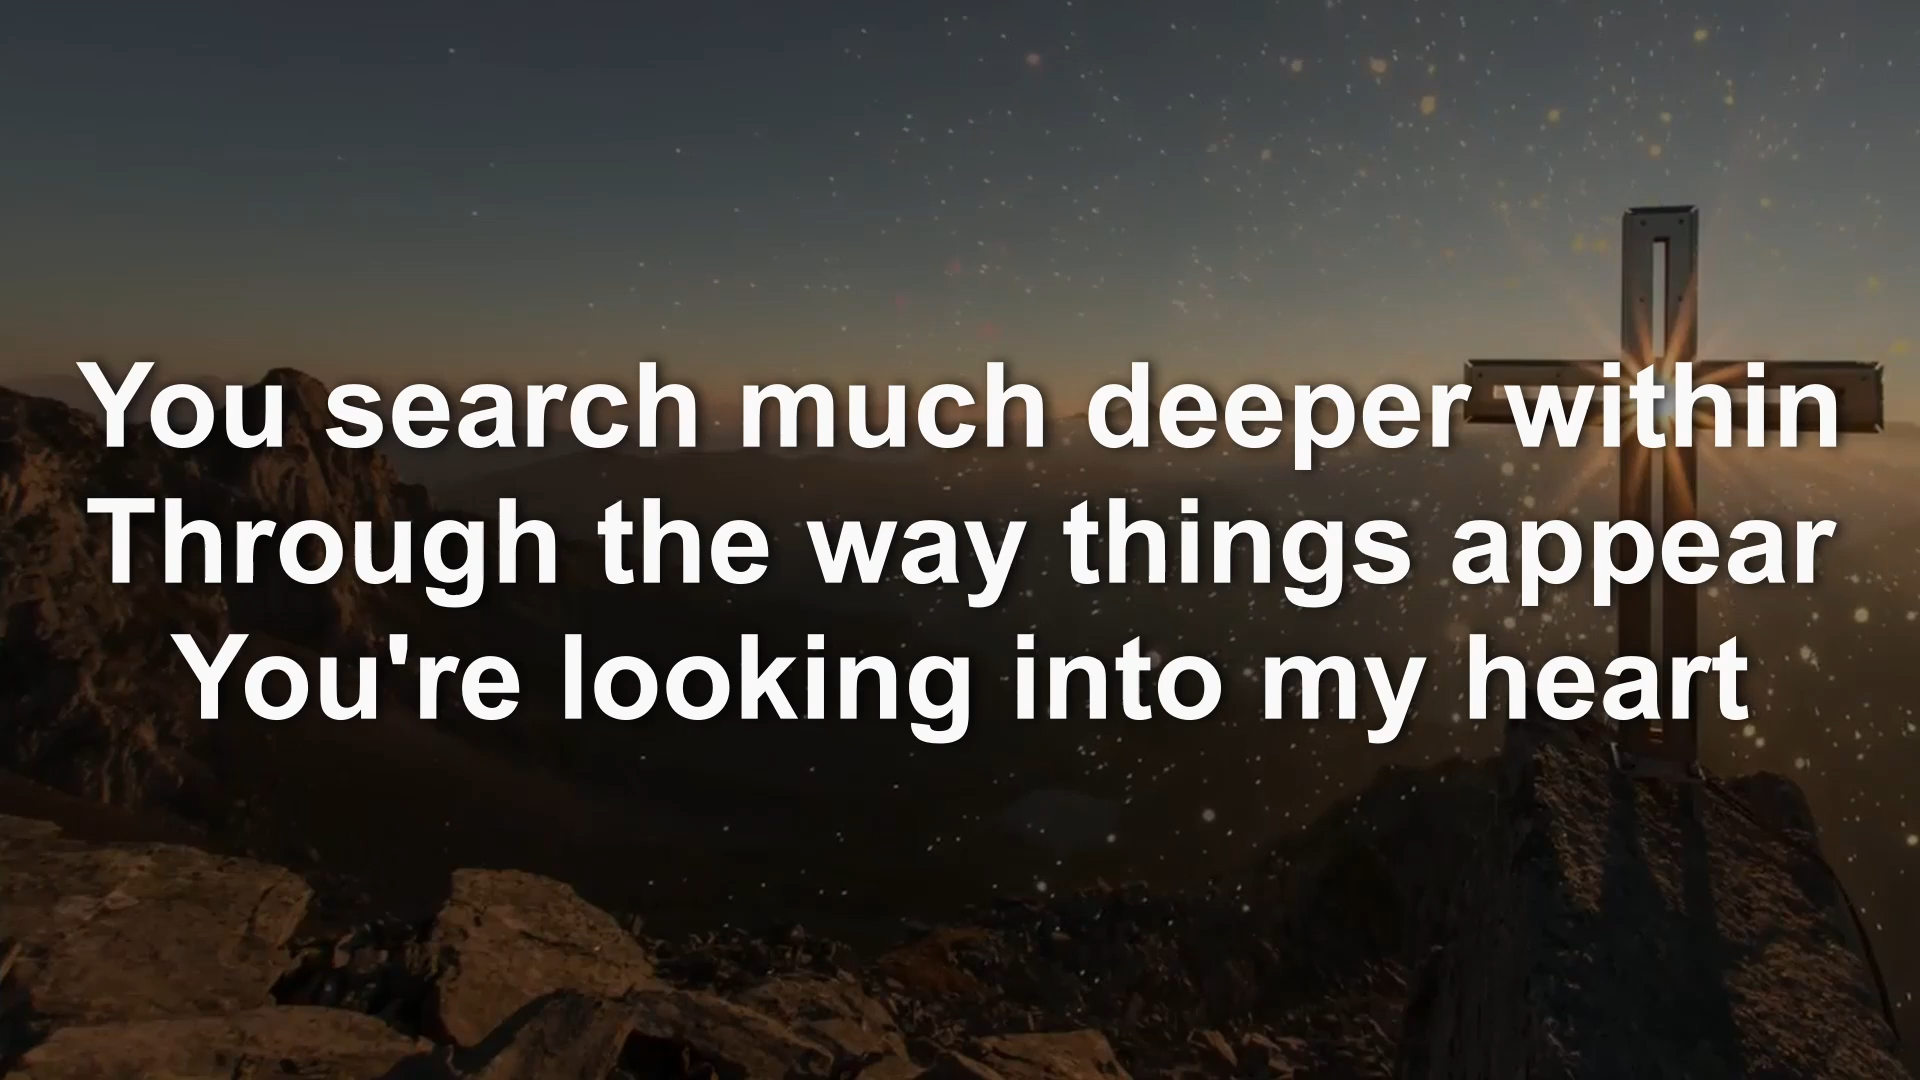 You search much deeper within
Through the way things appear
You're looking into my heart